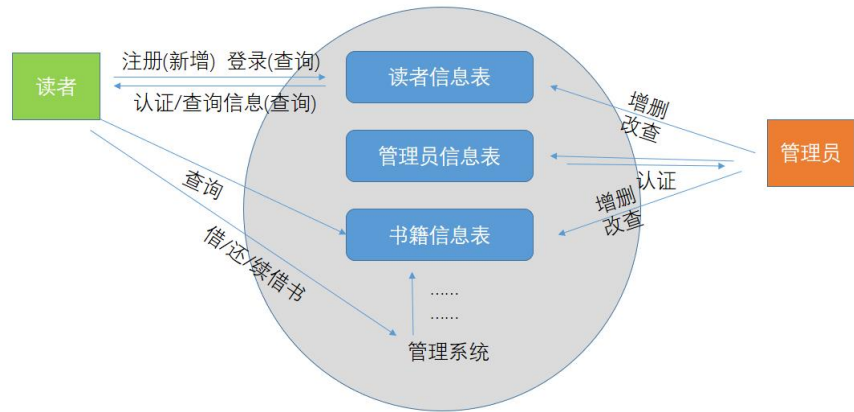 注册(新增) 登录(查询)
读者
读者信息表
认证/查询信息(查询)
增删
改查
管理员信息表
管理员
认证
查询
增删
改查
书籍信息表
借/还/续借书
……
……
管理系统